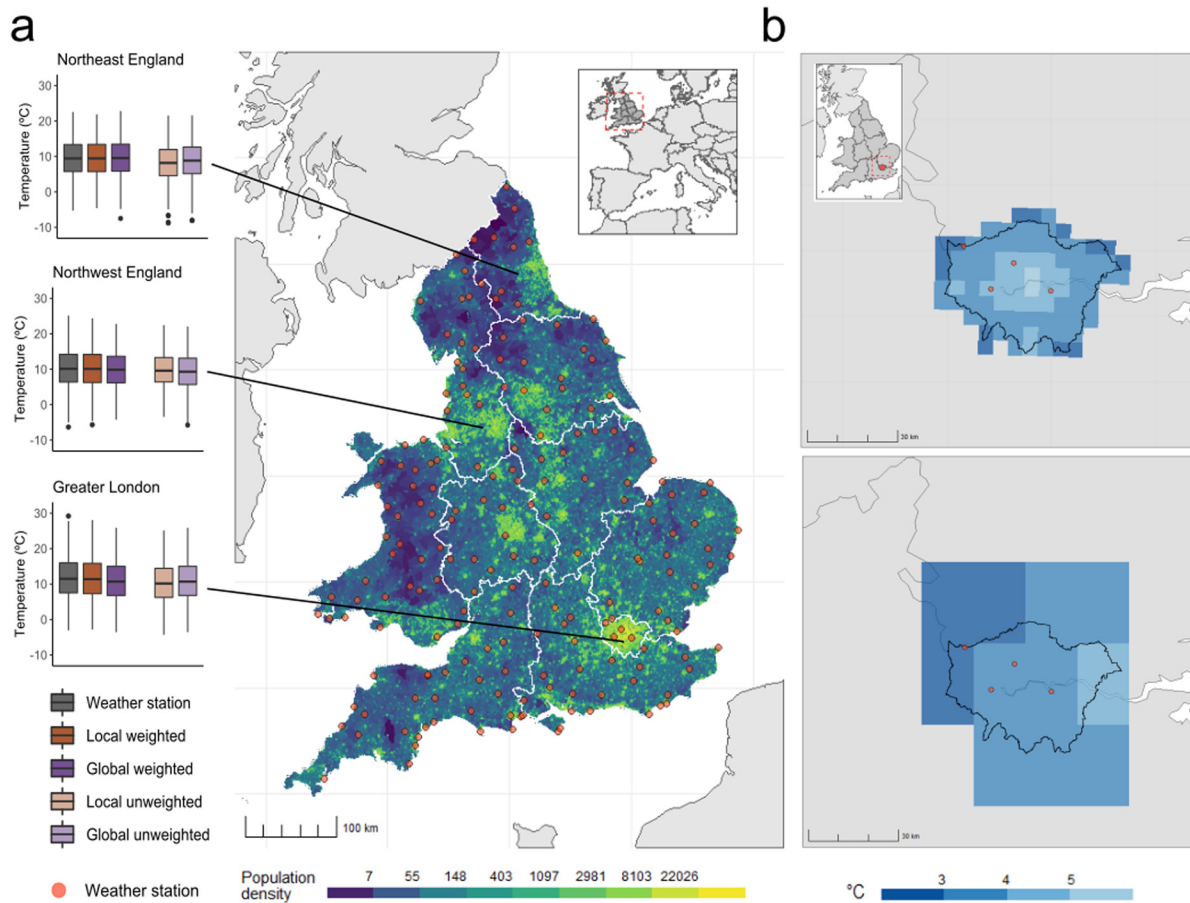 a
b
Northeast England
Temperature (ºC)
30
20
10
0
-10
Northwest England
Temperature (ºC)
30
20
10
0
-10
Greater London
Temperature (ºC)
30
20
10
0
-10
Weather station
Local weighted
Global weighted
Local unweighted
Global unweighted
Weather station
100 km
Population
density
7 55 148 403 1097 2981 8103 22026
30 km
30 km
°C
3 4 5